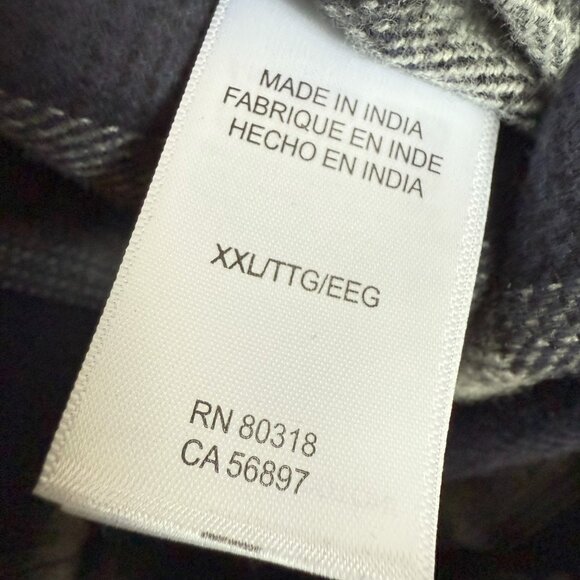 MADE IN INDIA
FABRIQUE EN INDE
HECHO EN INDIA
XXL/TTG/EEG
RN 80318
CA 56897